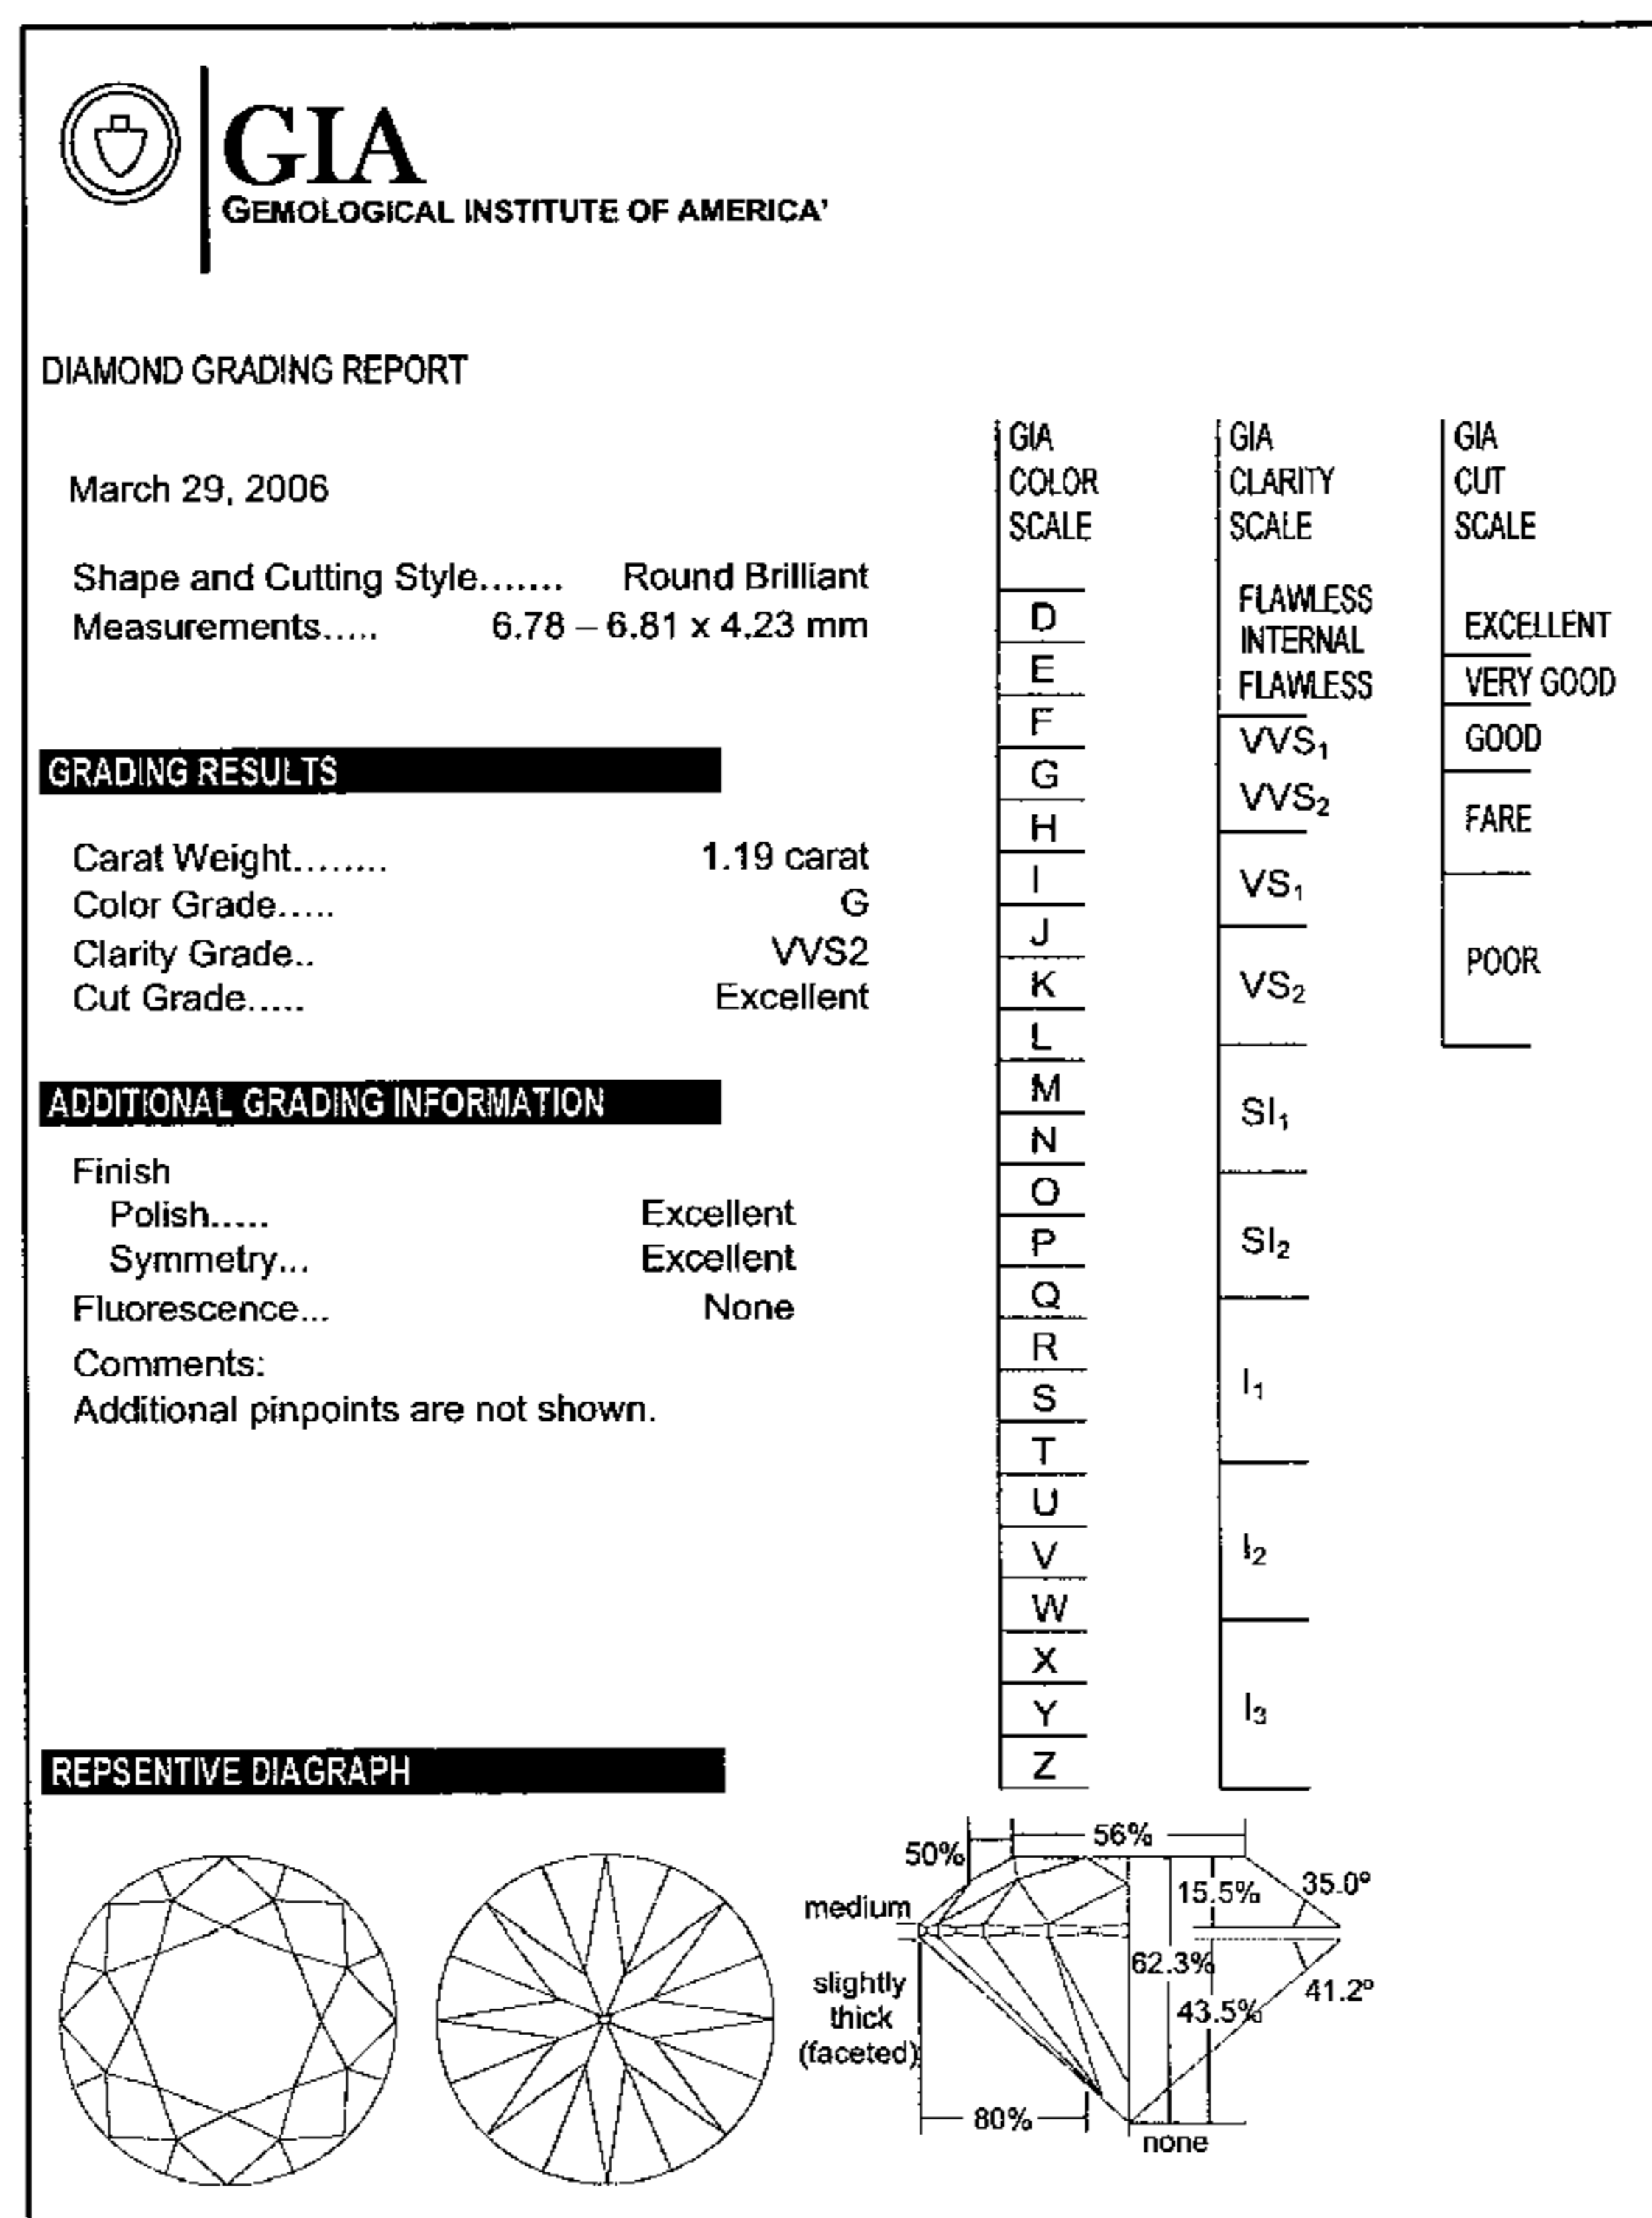 GIA
GEMOLOGICAL INSTITUTE OF AMERICA'
DIAMOND GRADING REPORT
March 29, 2006
Shape and Cutting Style....... Round Brilliant
Measurements..... 6.78 – 6.81 x 4.23 mm
GRADING RESULTS
Carat Weight........ 1.19 carat
Color Grade..... G
Clarity Grade.. VVS2
Cut Grade..... Excellent
ADDITIONAL GRADING INFORMATION
Finish
Polish..... Excellent
Symmetry... Excellent
Fluorescence... None
Comments:
Additional pinpoints are not shown.
GIA
COLOR
SCALE
D
E
F
G
H
I
J
K
L
M
N
O
P
Q
R
S
T
U
V
W
X
Y
Z
GIA
CLARITY
SCALE
FLAWLESS
INTERNAL
FLAWLESS
VVS₁
VVS₂
VS₁
VS₂
SI₁
SI₂
I₁
I₂
I₃
GIA
CUT
SCALE
EXCELLENT
VERY GOOD
GOOD
FARE
POOR
REPSENTIVE DIAGRAPH
50%
56%
medium
15.5%
35.0º
62.3%
slightly
thick
(faceted)
43.5%
41.2º
80%
none